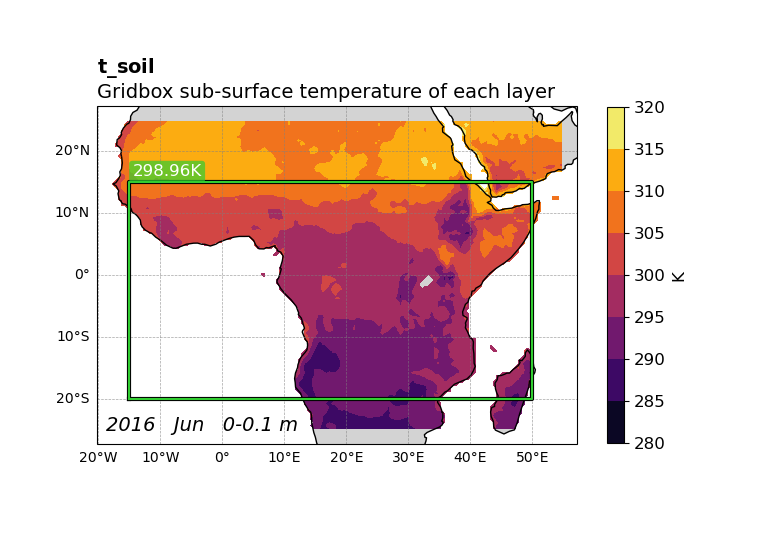 t_soil
Gridbox sub-surface temperature of each layer
298.96K
20°N
10°N
0°
10°S
20°S
2016 Jun 0-0.1 m
20°W 10°W 0° 10°E 20°E 30°E 40°E 50°E
320
315
310
305
300
295
290
285
280
K